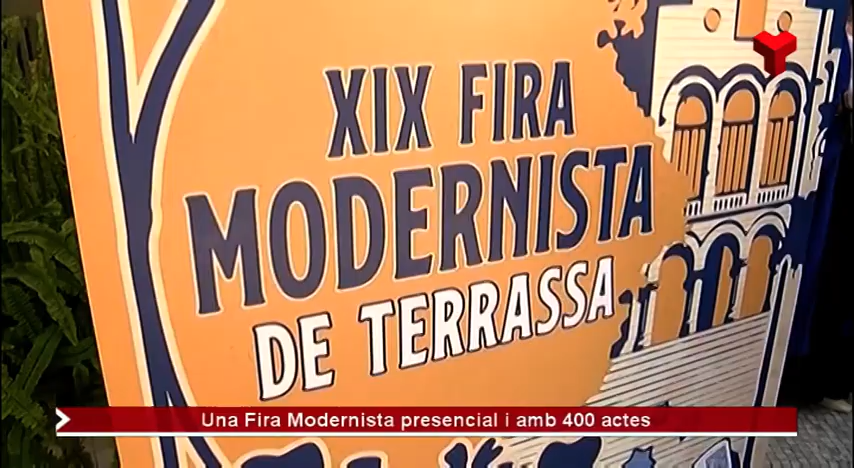 XIX FIRA
MODERNISTA
DE TERRASSA
Una Fira Modernista presencial i amb 400 actes